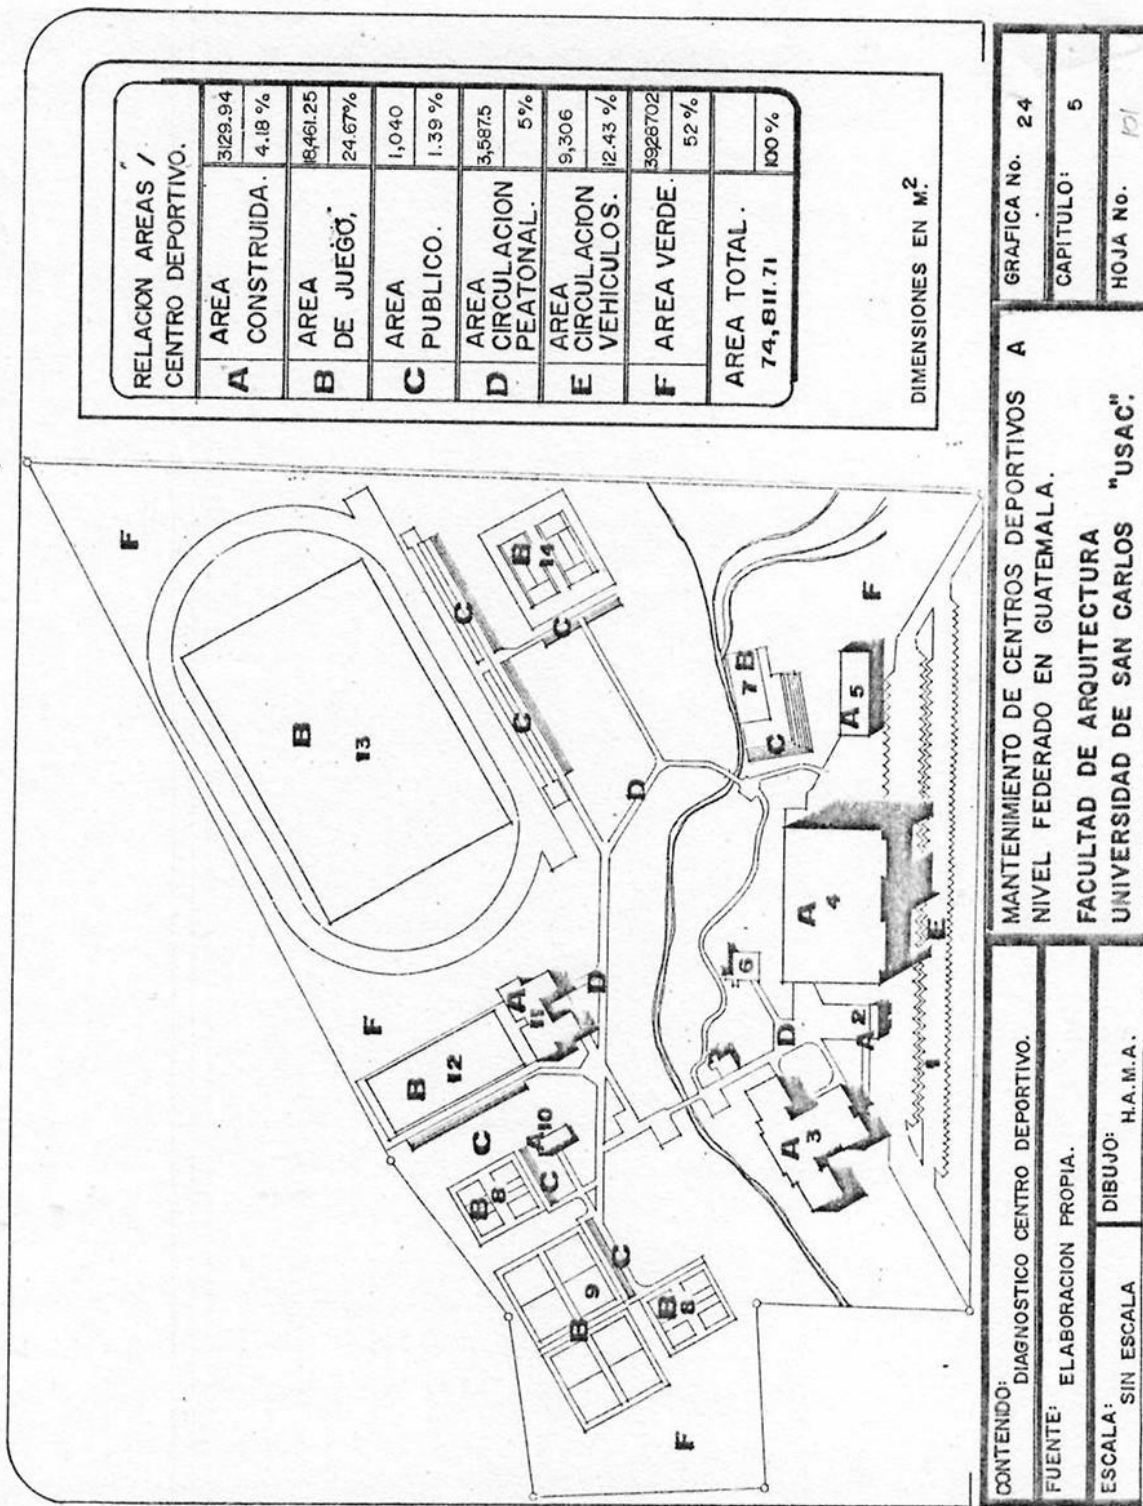 RELACION AREAS /
CENTRO DEPORTIVO.
A AREA CONSTRUIDA. 3129.94
4.18 %
B AREA DE JUEGO, 18,461.25
24.67%
C AREA PUBLICO. 1,040
1.39 %
D AREA CIRCULACION PEATONAL. 3,587.5
5%
E AREA CIRCULACION VEHICULOS. 9,306
12.43 %
F AREA VERDE. 39,287.02
52 %
AREA TOTAL.
74,811.71 100 %
DIMENSIONES EN M.²
F
B
13
F
C
C
C
B
14
B
12
A
11
D
D
C
B
8
A
10
C
B
9
C
B
8
F
7 B
C
A 5
F
A 4
6
D
A 2
A 3
E
1
CONTENIDO:
DIAGNOSTICO CENTRO DEPORTIVO.
FUENTE: ELABORACION PROPIA.
ESCALA:
SIN ESCALA
DIBUJO:
H.A.M.A.
MANTENIMIENTO DE CENTROS DEPORTIVOS A
NIVEL FEDERADO EN GUATEMALA.
FACULTAD DE ARQUITECTURA
UNIVERSIDAD DE SAN CARLOS "USAC".
GRAFICA No. 24
CAPITULO: 5
HOJA No. 101